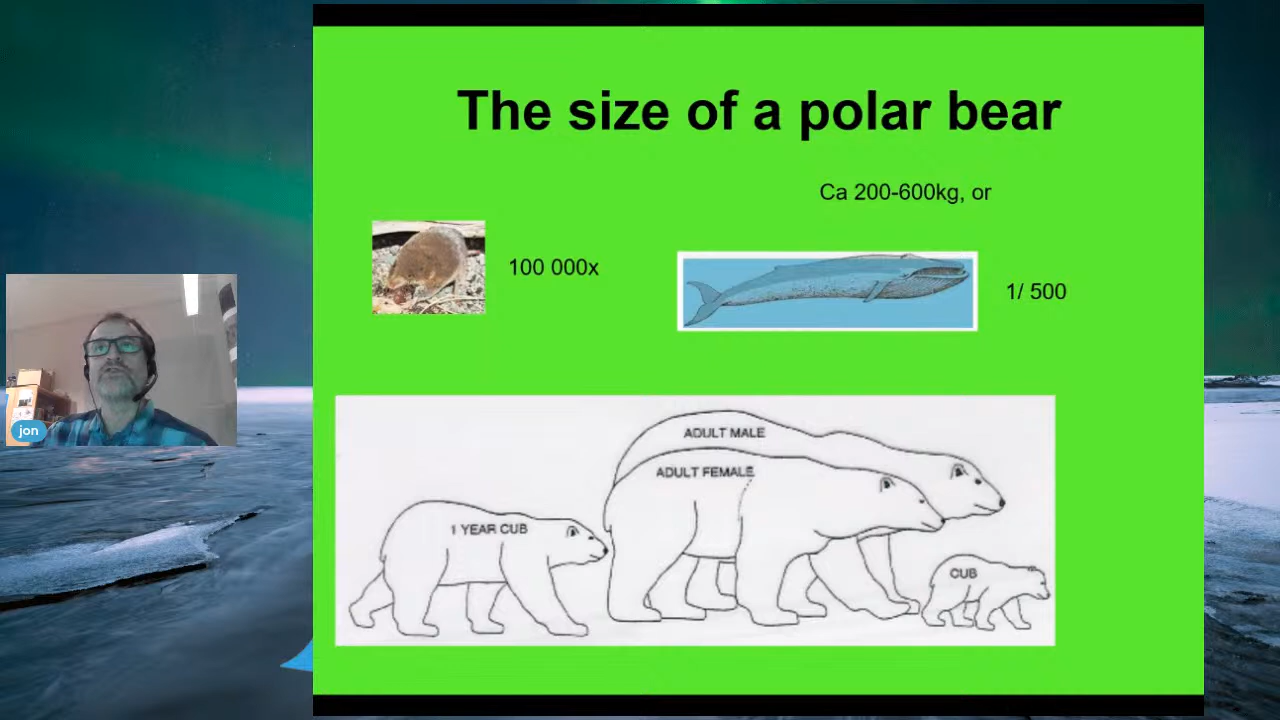 The size of a polar bear
Ca 200-600kg, or
100 000x
1/ 500
ADULT MALE
ADULT FEMALE
1 YEAR CUB
CUB
jon